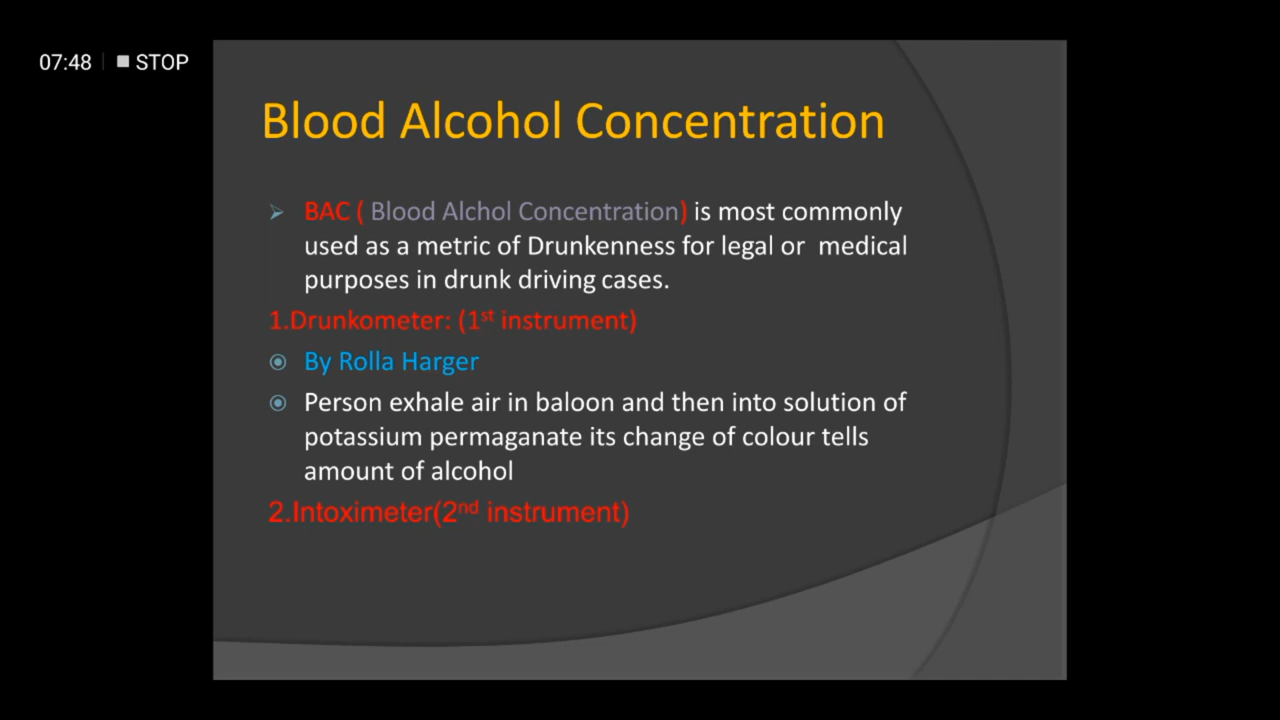 07:48 STOP
Blood Alcohol Concentration
BAC ( Blood Alchol Concentration) is most commonly
used as a metric of Drunkenness for legal or medical
purposes in drunk driving cases.
1.Drunkometer: (1st instrument)
By Rolla Harger
Person exhale air in baloon and then into solution of
potassium permaganate its change of colour tells
amount of alcohol
2.Intoximeter(2nd instrument)